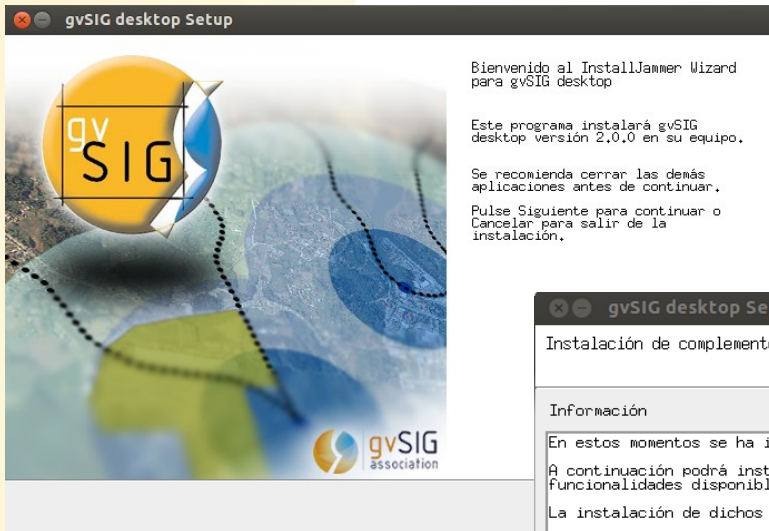 gvSIG desktop Setup
gv
SIG
Bienvenido al InstallJammer Wizard
para gvSIG desktop
Este programa instalará gvSIG
desktop versión 2.0.0 en su equipo.
Se recomienda cerrar las demás
aplicaciones antes de continuar.
Pulse Siguiente para continuar o
Cancelar para salir de la
instalación.
gvSIG
association
gvSIG desktop Se
Instalación de complement
Información
En estos momentos se ha i
A continuación podrá inst
funcionalidades disponibl
La instalación de dichos